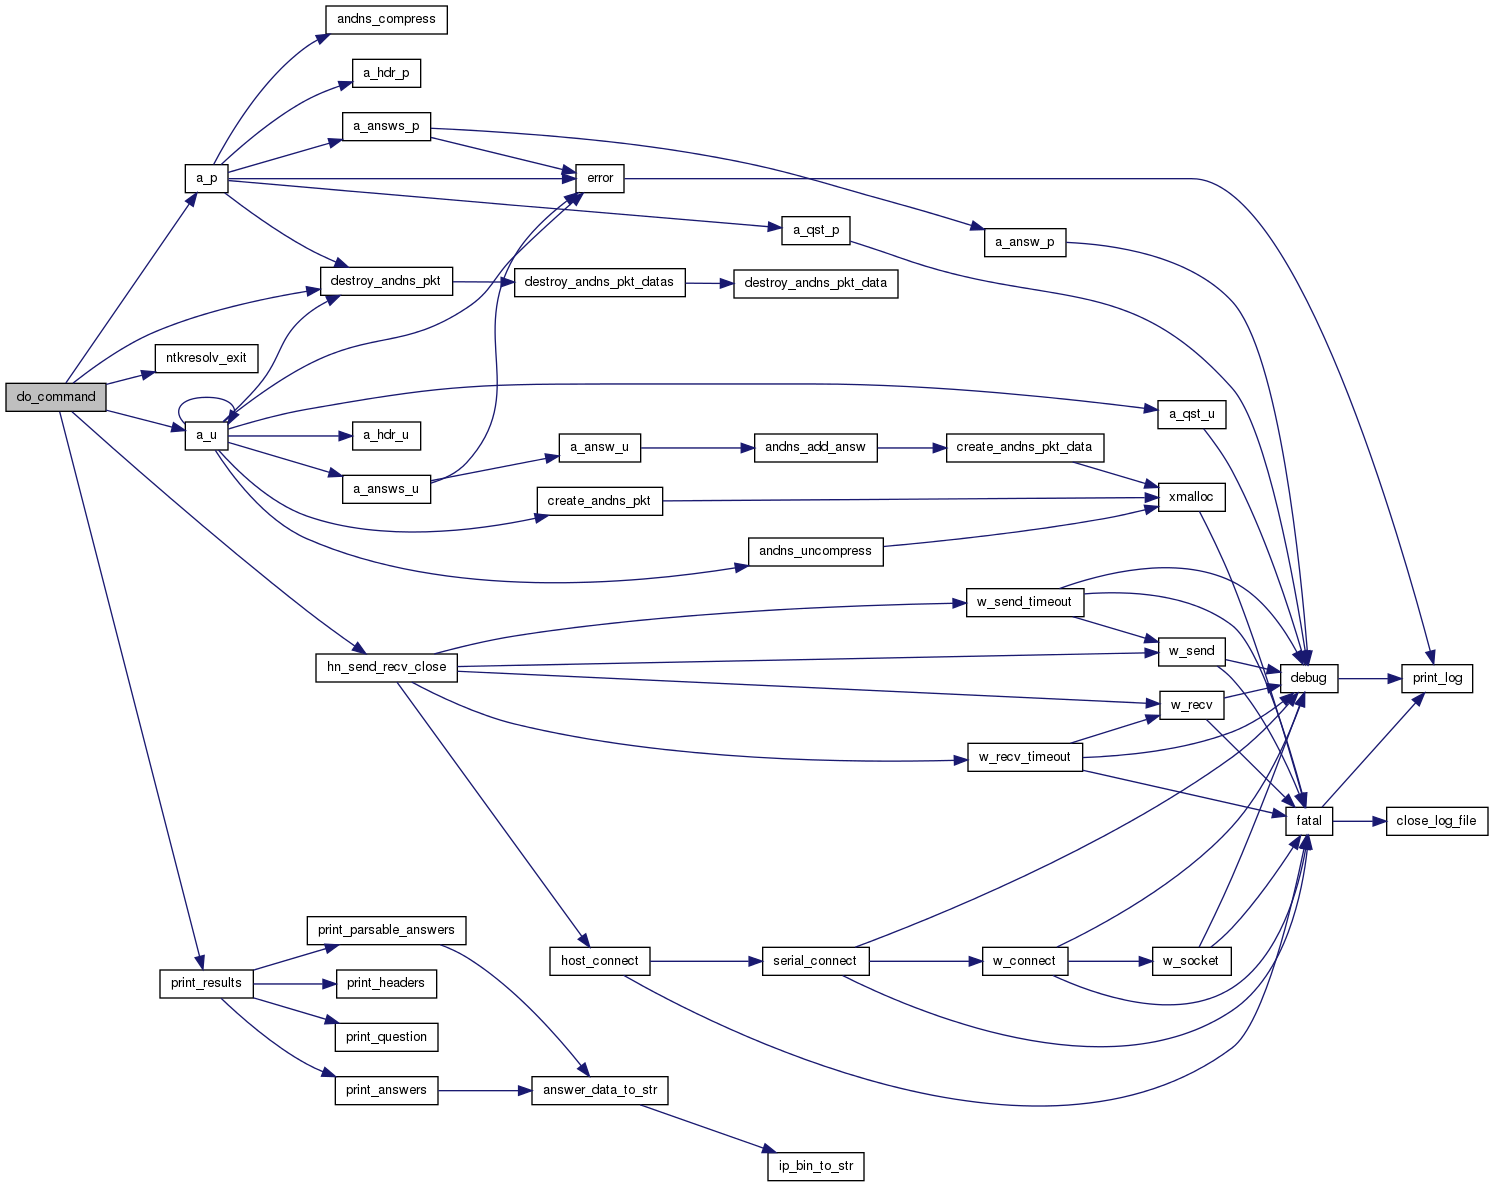 andns_compress
a_hdr_p
a_answs_p
a_p
error
a_qst_p
a_answ_p
destroy_andns_pkt
destroy_andns_pkt_datas
destroy_andns_pkt_data
ntkresolv_exit
do_command
a_u
a_hdr_u
a_qst_u
a_answ_u
andns_add_answ
create_andns_pkt_data
a_answs_u
create_andns_pkt
xmalloc
andns_uncompress
w_send_timeout
hn_send_recv_close
w_send
debug
print_log
w_recv
w_recv_timeout
fatal
close_log_file
print_parsable_answers
host_connect
serial_connect
w_connect
w_socket
print_results
print_headers
print_question
print_answers
answer_data_to_str
ip_bin_to_str